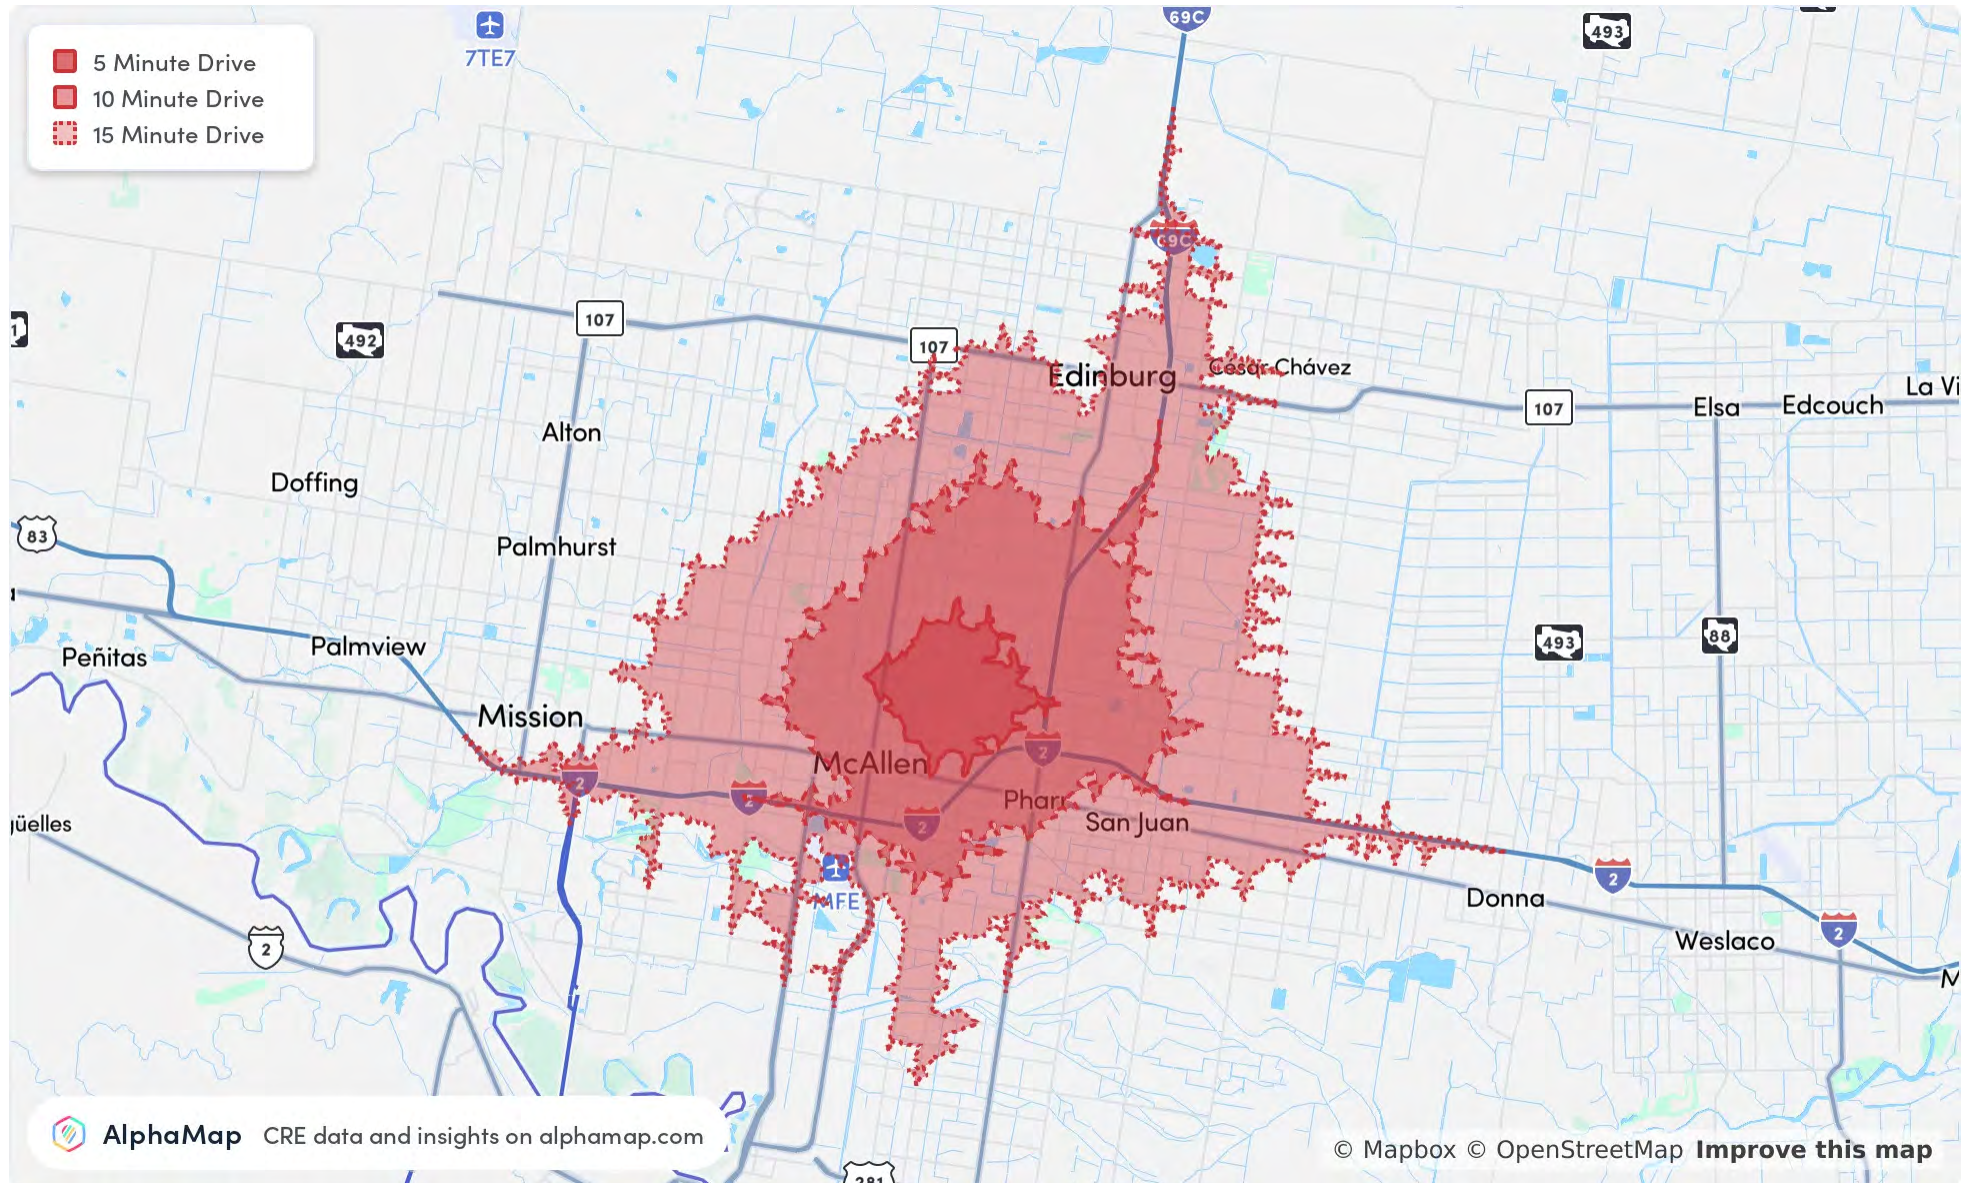 69C
493
5 Minute Drive
10 Minute Drive
15 Minute Drive
7TE7
69C
107
492
1
107
César Chávez
Edinburg
107
Elsa
Edcouch
La Vi
Alton
Doffing
83
Palmhurst
a
Palmview
Peñitas
493
88
Mission
2
McAllen
2
2
Pharr
2
San Juan
güelles
MFE
2
Donna
Weslaco
2
2
M
AlphaMap CRE data and insights on alphamap.com
© Mapbox © OpenStreetMap Improve this map
281